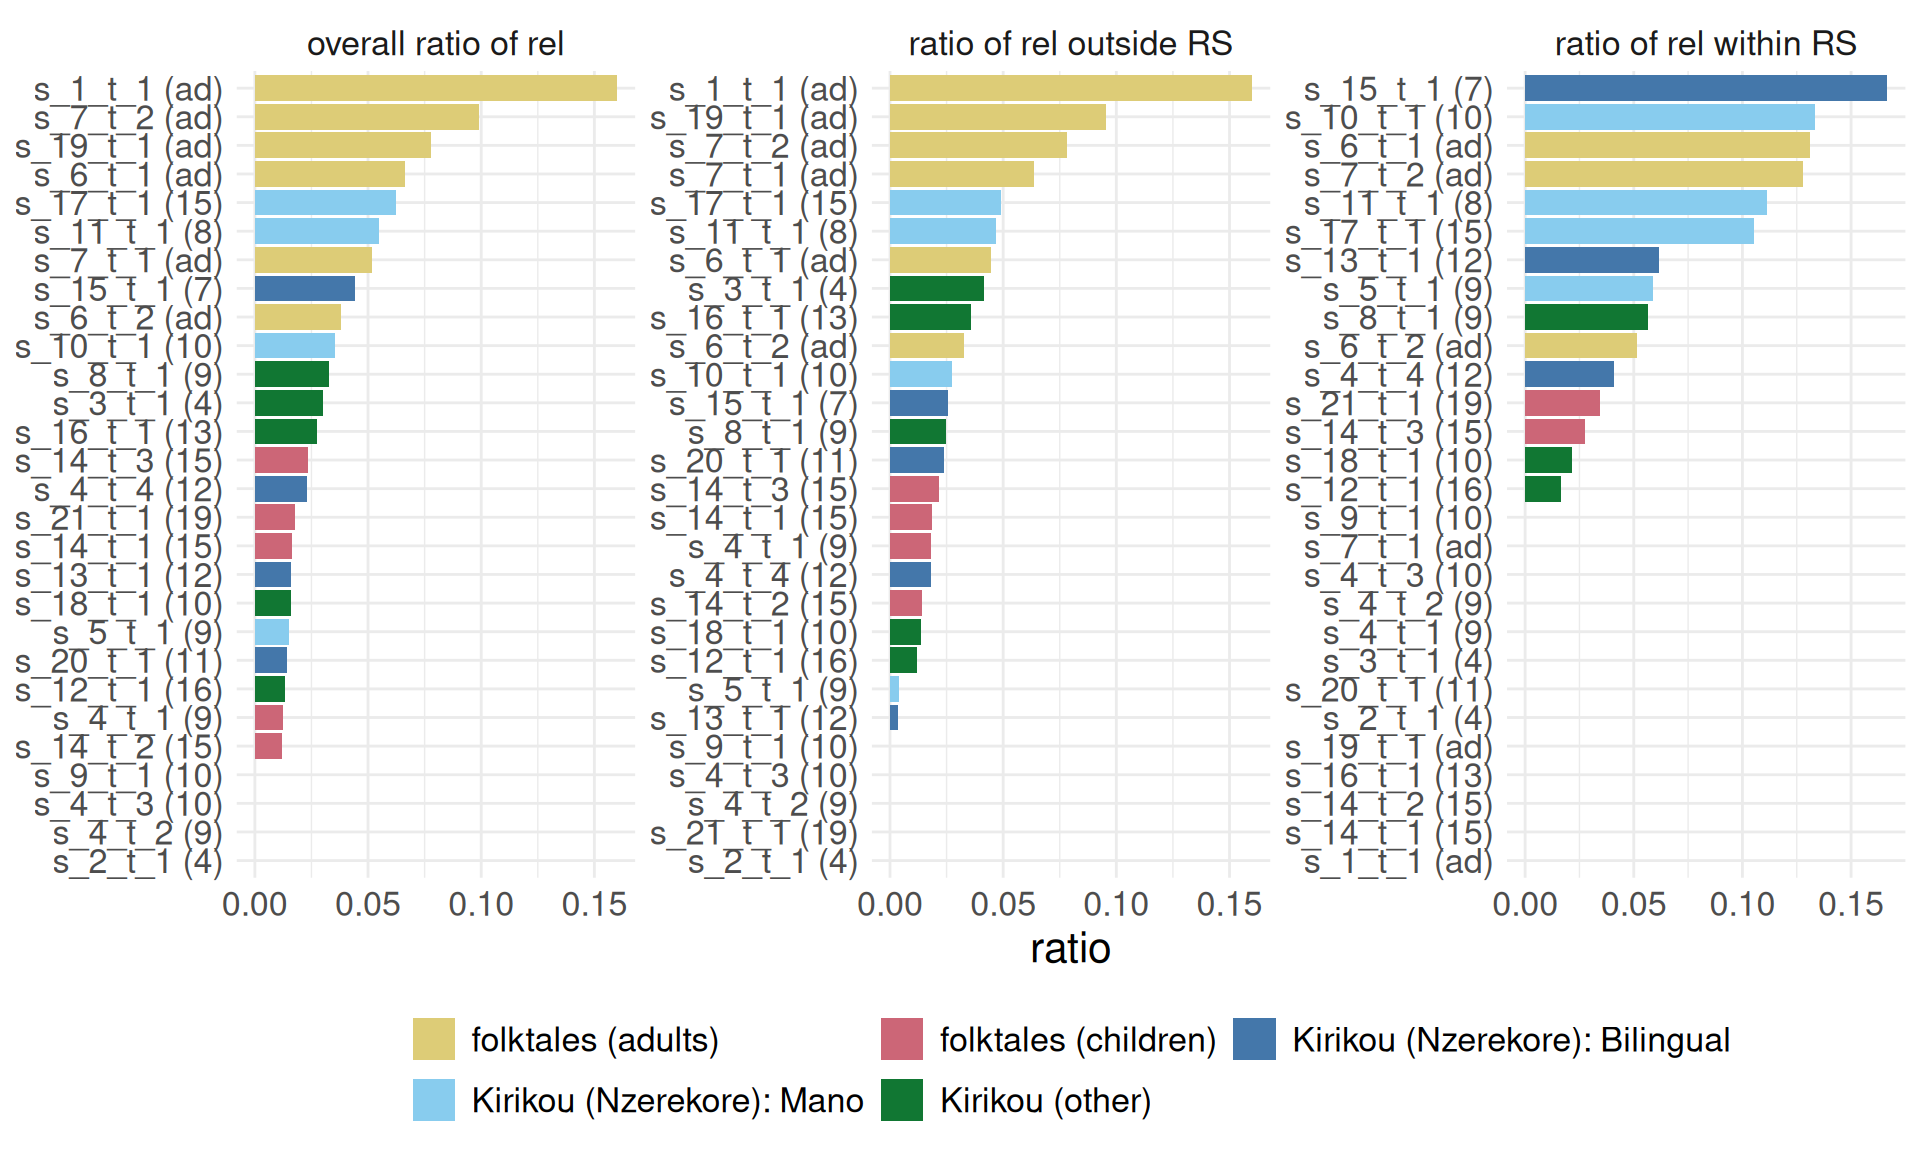 overall ratio of rel
s_1_t_1 (ad)
s_7_t_2 (ad)
s_19_t_1 (ad)
s_6_t_1 (ad)
s_17_t_1 (15)
s_11_t_1 (8)
s_7_t_1 (ad)
s_15_t_1 (7)
s_6_t_2 (ad)
s_10_t_1 (10)
s_8_t_1 (9)
s_3_t_1 (4)
s_16_t_1 (13)
s_14_t_3 (15)
s_4_t_4 (12)
s_21_t_1 (19)
s_14_t_1 (15)
s_13_t_1 (12)
s_18_t_1 (10)
s_5_t_1 (9)
s_20_t_1 (11)
s_12_t_1 (16)
s_4_t_1 (9)
s_14_t_2 (15)
s_9_t_1 (10)
s_4_t_3 (10)
s_4_t_2 (9)
s_2_t_1 (4)
0.00 0.05 0.10 0.15
ratio of rel outside RS
s_1_t_1 (ad)
s_19_t_1 (ad)
s_7_t_2 (ad)
s_7_t_1 (ad)
s_17_t_1 (15)
s_11_t_1 (8)
s_6_t_1 (ad)
s_3_t_1 (4)
s_16_t_1 (13)
s_6_t_2 (ad)
s_10_t_1 (10)
s_15_t_1 (7)
s_8_t_1 (9)
s_20_t_1 (11)
s_14_t_3 (15)
s_14_t_1 (15)
s_4_t_1 (9)
s_4_t_4 (12)
s_14_t_2 (15)
s_18_t_1 (10)
s_12_t_1 (16)
s_5_t_1 (9)
s_13_t_1 (12)
s_9_t_1 (10)
s_4_t_3 (10)
s_4_t_2 (9)
s_21_t_1 (19)
s_2_t_1 (4)
0.00 0.05 0.10 0.15
ratio of rel within RS
s_15_t_1 (7)
s_10_t_1 (10)
s_6_t_1 (ad)
s_7_t_2 (ad)
s_11_t_1 (8)
s_17_t_1 (15)
s_13_t_1 (12)
s_5_t_1 (9)
s_8_t_1 (9)
s_6_t_2 (ad)
s_4_t_4 (12)
s_21_t_1 (19)
s_14_t_3 (15)
s_18_t_1 (10)
s_12_t_1 (16)
s_9_t_1 (10)
s_7_t_1 (ad)
s_4_t_3 (10)
s_4_t_2 (9)
s_4_t_1 (9)
s_3_t_1 (4)
s_20_t_1 (11)
s_2_t_1 (4)
s_19_t_1 (ad)
s_16_t_1 (13)
s_14_t_2 (15)
s_14_t_1 (15)
s_1_t_1 (ad)
0.00 0.05 0.10 0.15
ratio
folktales (adults)
folktales (children)
Kirikou (Nzerekore): Bilingual
Kirikou (Nzerekore): Mano
Kirikou (other)